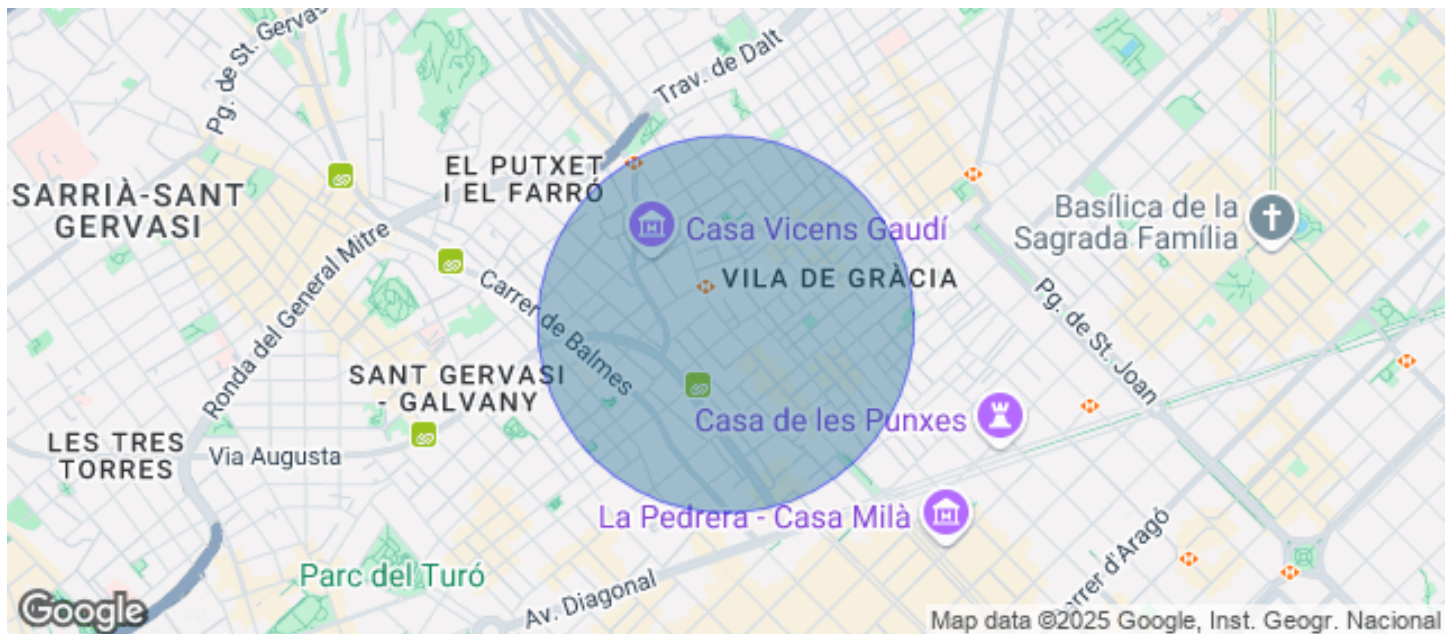 Pg. de St. Gervasi
Trav. de Dalt
EL PUTXET
I EL FARRÓ
SARRIÀ-SANT
GERVASI
Casa Vicens Gaudí
Basílica de la
Sagrada Família
VILA DE GRÀCIA
Ronda del General Mitre
Carrer de Balmes
Pg. de St. Joan
SANT GERVASI
- GALVANY
Casa de les Punxes
LES TRES
TORRES
Via Augusta
La Pedrera - Casa Milà
Parc del Turó
Av. Diagonal
rrer d'Aragó
Google
Map data ©2025 Google, Inst. Geogr. Nacional